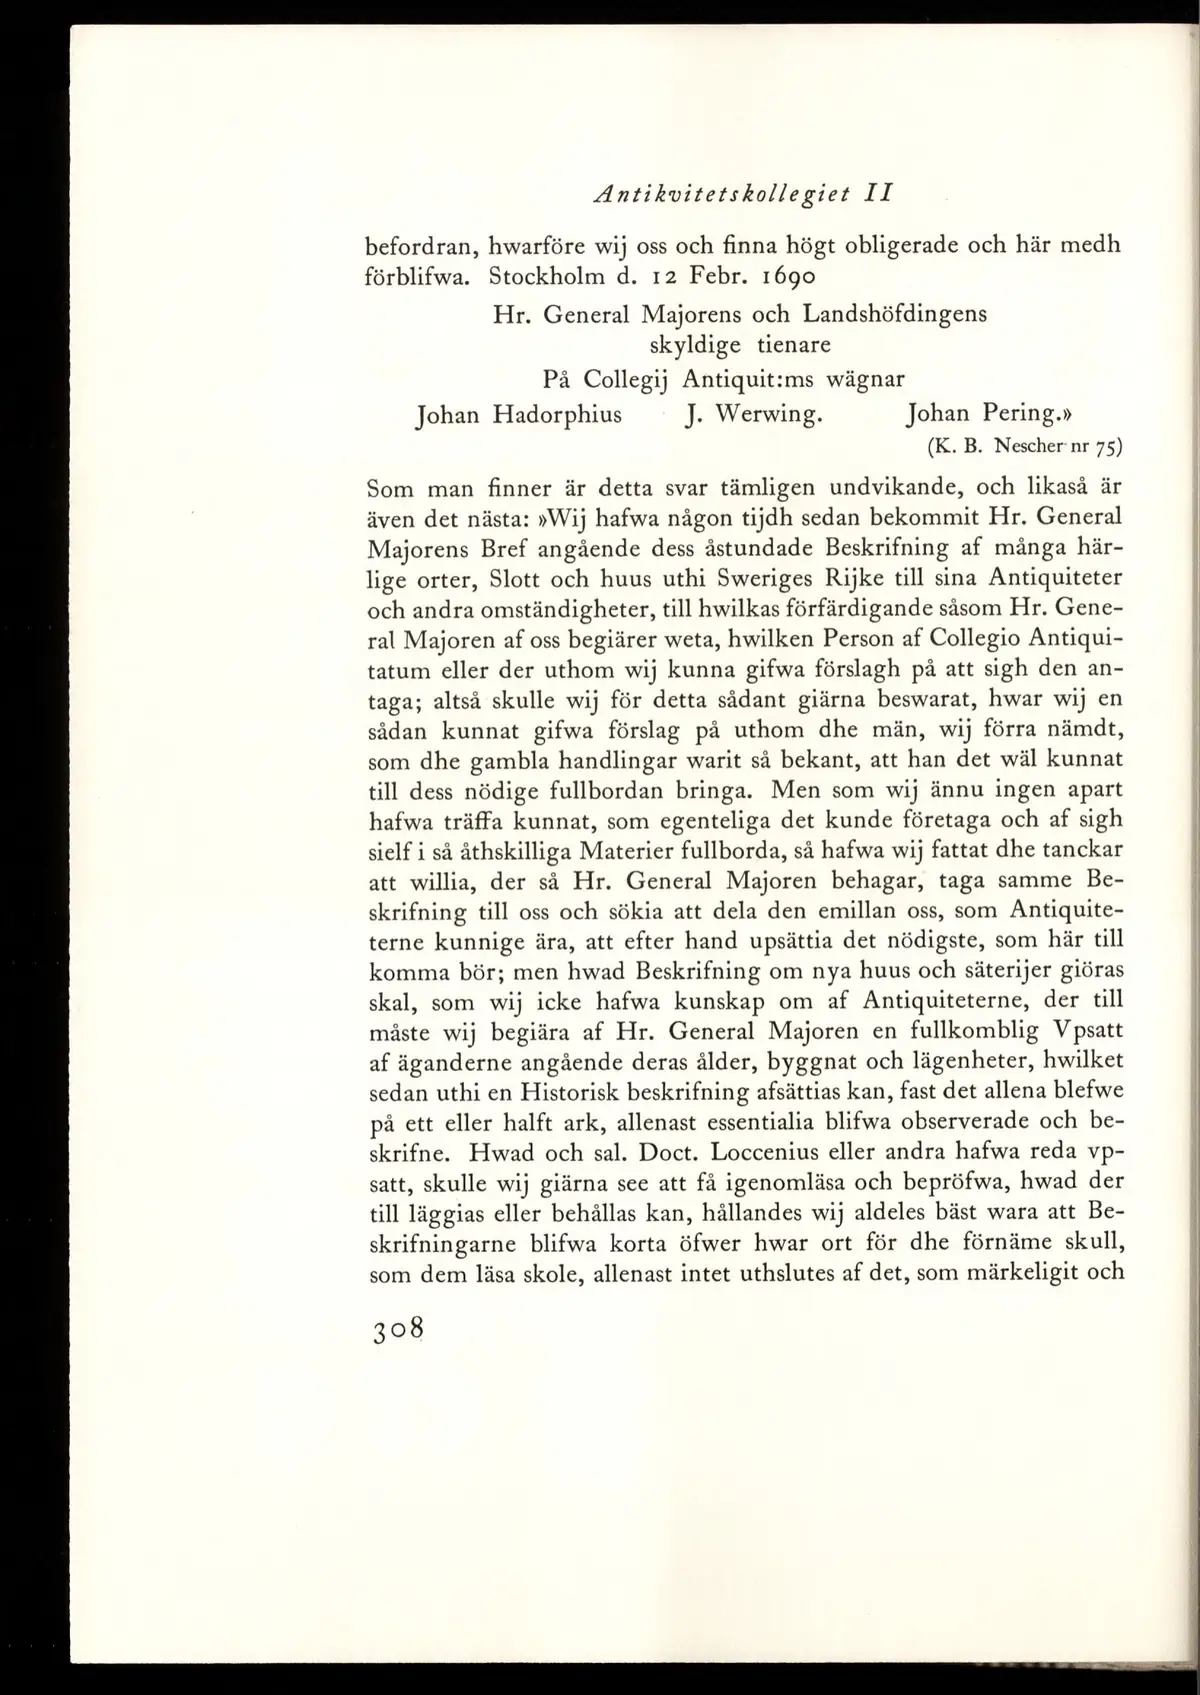 Antikvitetskollegiet II
befordran, hwarföre wij oss och finna högt obligerade och här medh
förblifwa. Stockholm d. 12 Febr. 1690
Hr. General Majorens och Landshöfdingens
skyldige tienare
På Collegij Antiquit:ms wägnar
Johan Hadorphius J. Werwing. Johan Pering.»
(K. B. Nescher nr 75)
Som man finner är detta svar tämligen undvikande, och likaså är
även det nästa: »Wij hafwa någon tijdh sedan bekommit Hr. General
Majorens Bref angående dess åstundade Beskrifning af många här-
lige orter, Slott och huus uthi Sweriges Rijke till sina Antiquiteter
och andra omständigheter, till hwilkas förfärdigande såsom Hr. Gene-
ral Majoren af oss begiärer weta, hwilken Person af Collegio Antiqui-
tatum eller der uthom wij kunna gifwa förslagh på att sigh den an-
taga; altså skulle wij för detta sådant giärna beswarat, hwar wij en
sådan kunnat gifwa förslag på uthom dhe män, wij förra nämdt,
som dhe gambla handlingar warit så bekant, att han det wäl kunnat
till dess nödige fullbordan bringa. Men som wij ännu ingen apart
hafwa träffa kunnat, som egenteliga det kunde företaga och af sigh
sielf i så åthskilliga Materier fullborda, så hafwa wij fattat dhe tanckar
att willia, der så Hr. General Majoren behagar, taga samme Be-
skrifning till oss och sökia att dela den emillan oss, som Antiquite-
terne kunnige ära, att efter hand upsättia det nödigste, som här till
komma bör; men hwad Beskrifning om nya huus och säterijer giöras
skal, som wij icke hafwa kunskap om af Antiquiteterne, der till
måste wij begiära af Hr. General Majoren en fullkomblig Vpsatt
af äganderne angående deras ålder, byggnat och lägenheter, hwilket
sedan uthi en Historisk beskrifning afsättias kan, fast det allena blefwe
på ett eller halft ark, allenast essentialia blifwa observerade och be-
skrifne. Hwad och sal. Doct. Loccenius eller andra hafwa reda vp-
satt, skulle wij giärna see att få igenomläsa och bepröfwa, hwad der
till läggias eller behållas kan, hållandes wij aldeles bäst wara att Be-
skrifningarne blifwa korta öfwer hwar ort för dhe förnäme skull,
som dem läsa skole, allenast intet uthslutes af det, som märkeligit och
308